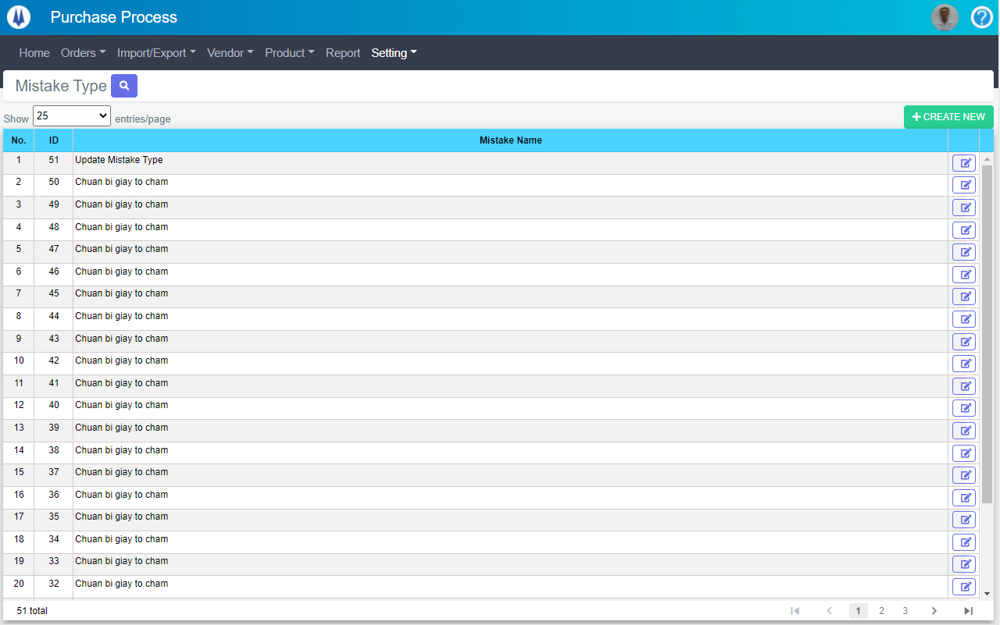 Purchase Process
Home Orders Import/Export Vendor Product Report Setting
Mistake Type
Show 25 entries/page
CREATE NEW
No. ID Mistake Name
1 51 Update Mistake Type
2 50 Chuan bi giay to cham
3 49 Chuan bi giay to cham
4 48 Chuan bi giay to cham
5 47 Chuan bi giay to cham
6 46 Chuan bi giay to cham
7 45 Chuan bi giay to cham
8 44 Chuan bi giay to cham
9 43 Chuan bi giay to cham
10 42 Chuan bi giay to cham
11 41 Chuan bi giay to cham
12 40 Chuan bi giay to cham
13 39 Chuan bi giay to cham
14 38 Chuan bi giay to cham
15 37 Chuan bi giay to cham
16 36 Chuan bi giay to cham
17 35 Chuan bi giay to cham
18 34 Chuan bi giay to cham
19 33 Chuan bi giay to cham
20 32 Chuan bi giay to cham
51 total 1 2 3